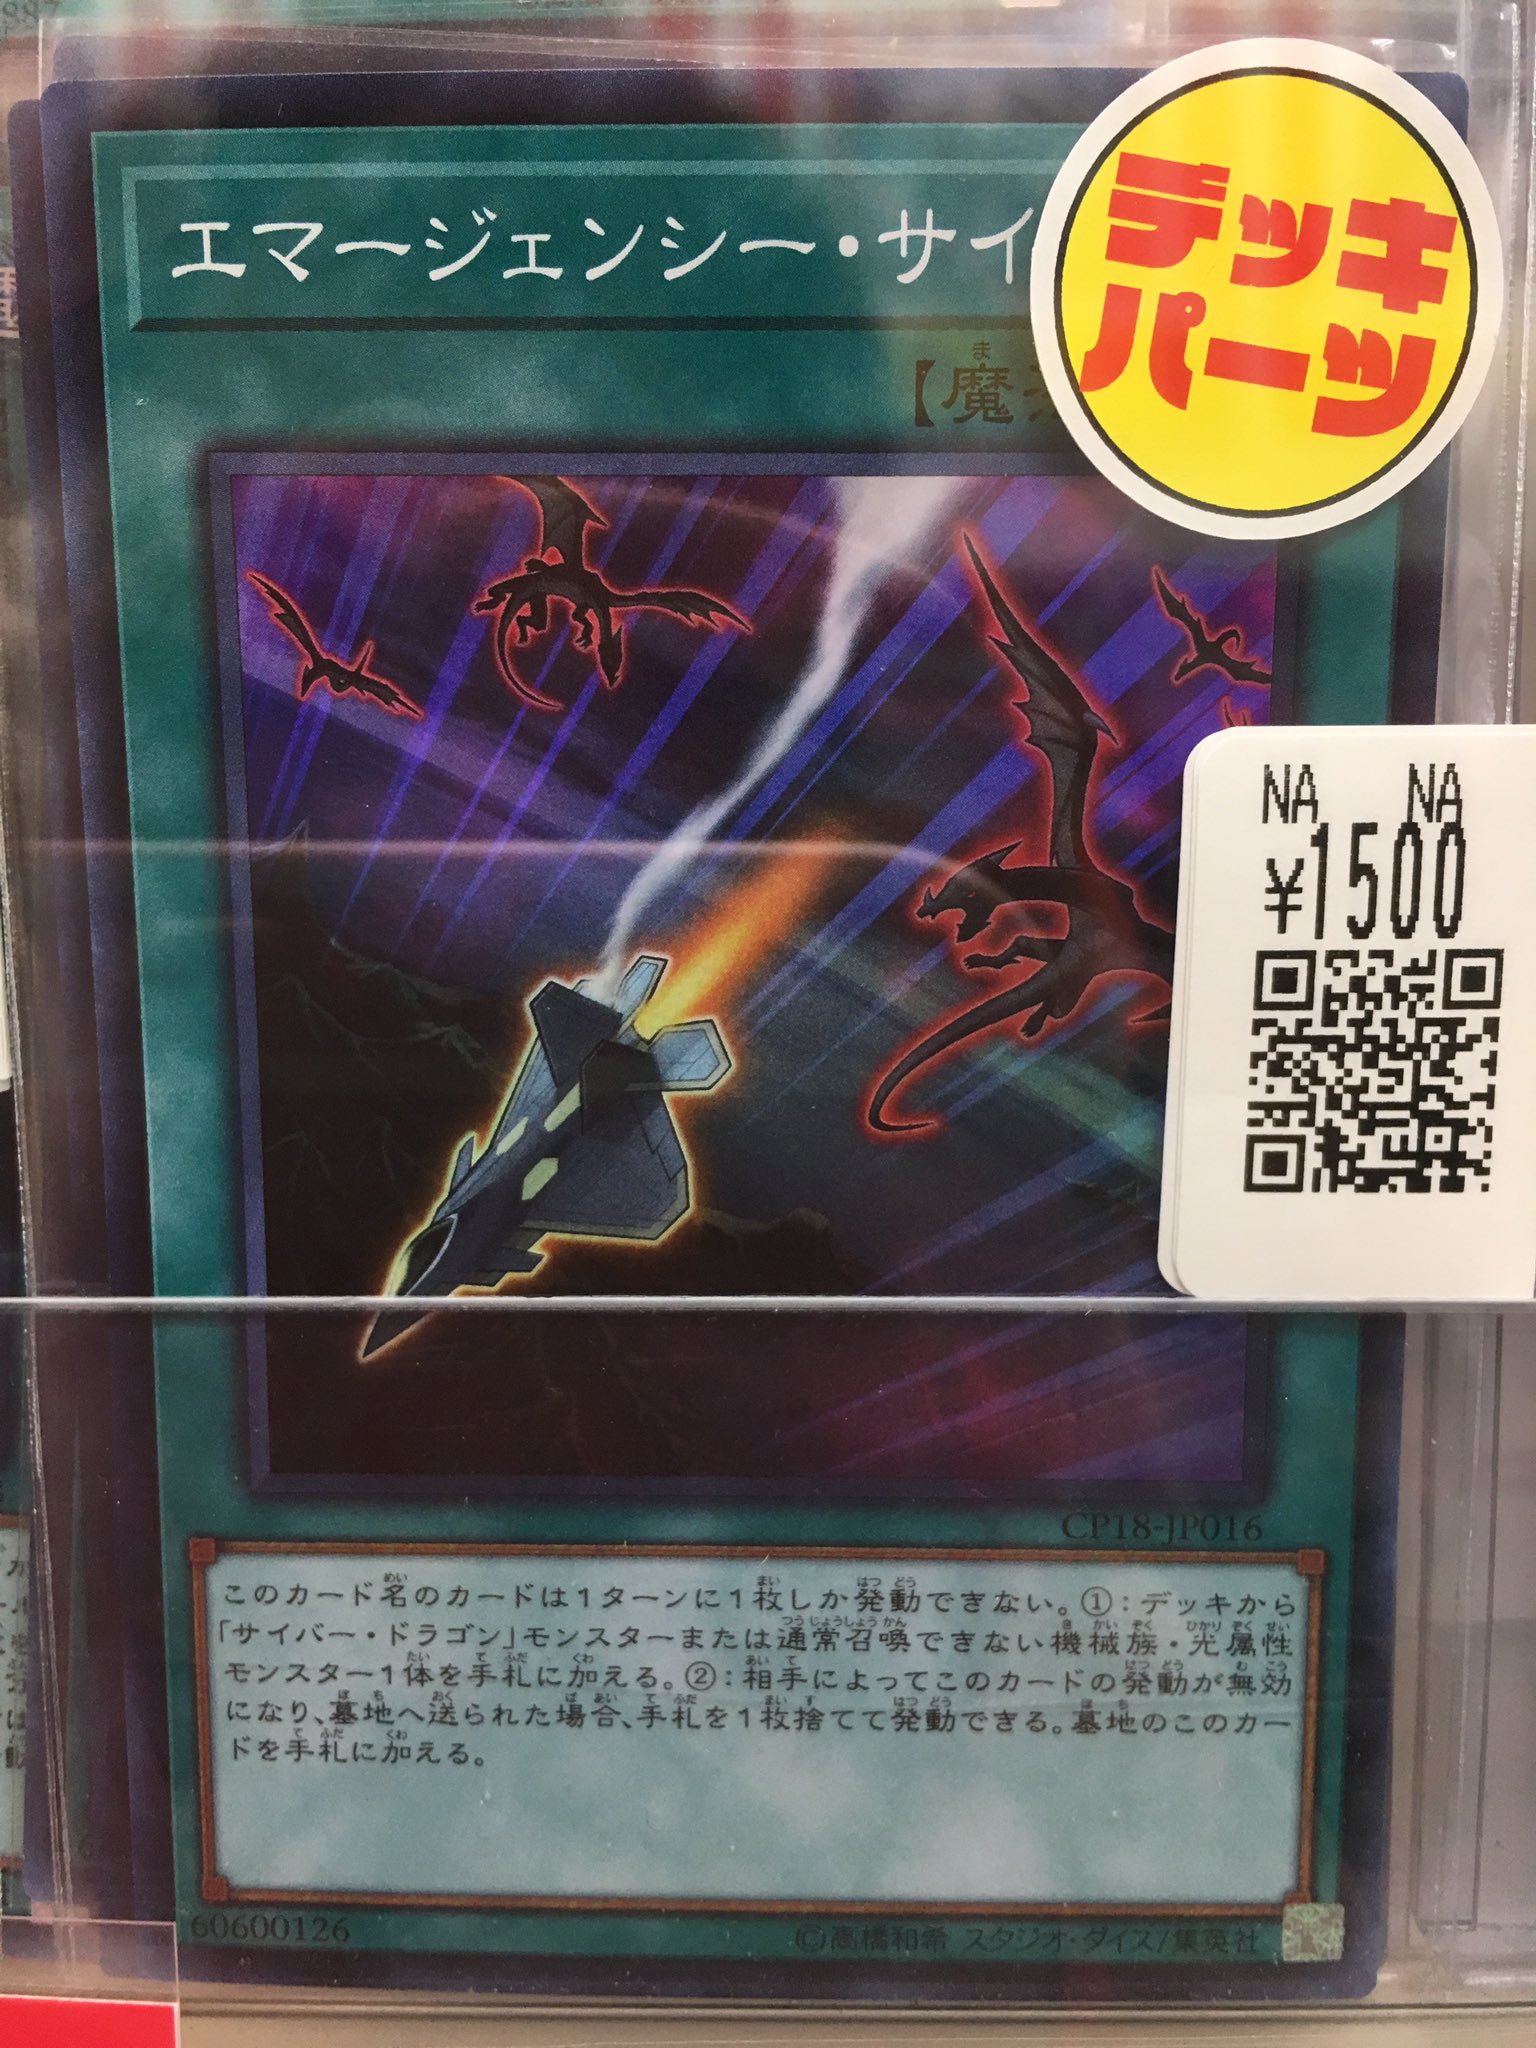 エマージェンシー・サイ
デッキ
パーツ
【魔法
NA NA
¥1500
CP18-JP016
このカード名のカードは1ターンに1枚しか発動できない。①:デッキから
「サイバー・ドラゴン」モンスターまたは通常召喚できない機械族・光属性
モンスター1体を手札に加える。②:相手によってこのカードの発動が無効
になり、墓地へ送られた場合、手札を1枚捨てて発動できる。墓地のこのカー
ドを手札に加える。
60600126
©高橋和希 スタジオ・ダイス/集英社